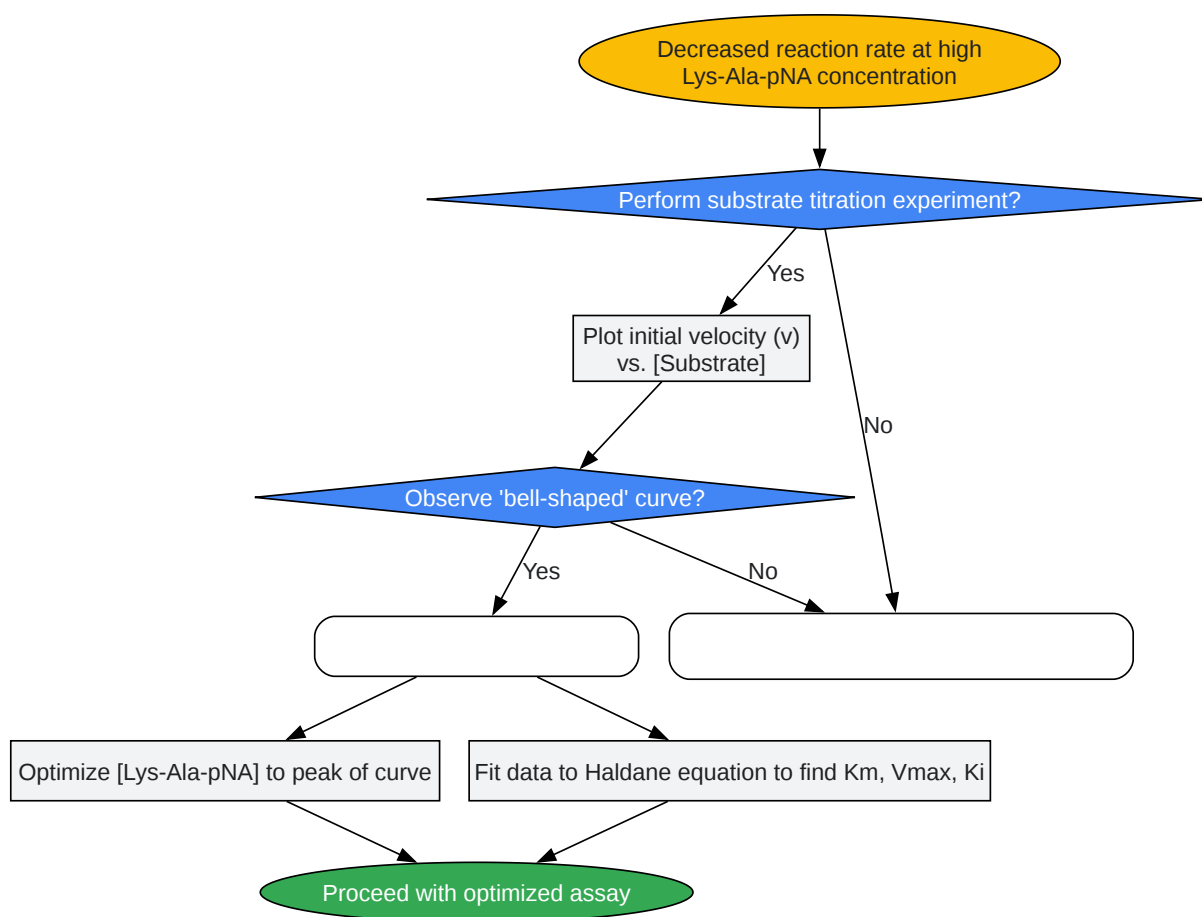 Decreased reaction rate at high
Lys-Ala-pNA concentration
Perform substrate titration experiment?
Yes
Plot initial velocity (v)
vs. [Substrate]
No
Observe 'bell-shaped' curve?
Yes
No
Optimize [Lys-Ala-pNA] to peak of curve
Fit data to Haldane equation to find Km, Vmax, Ki
Proceed with optimized assay